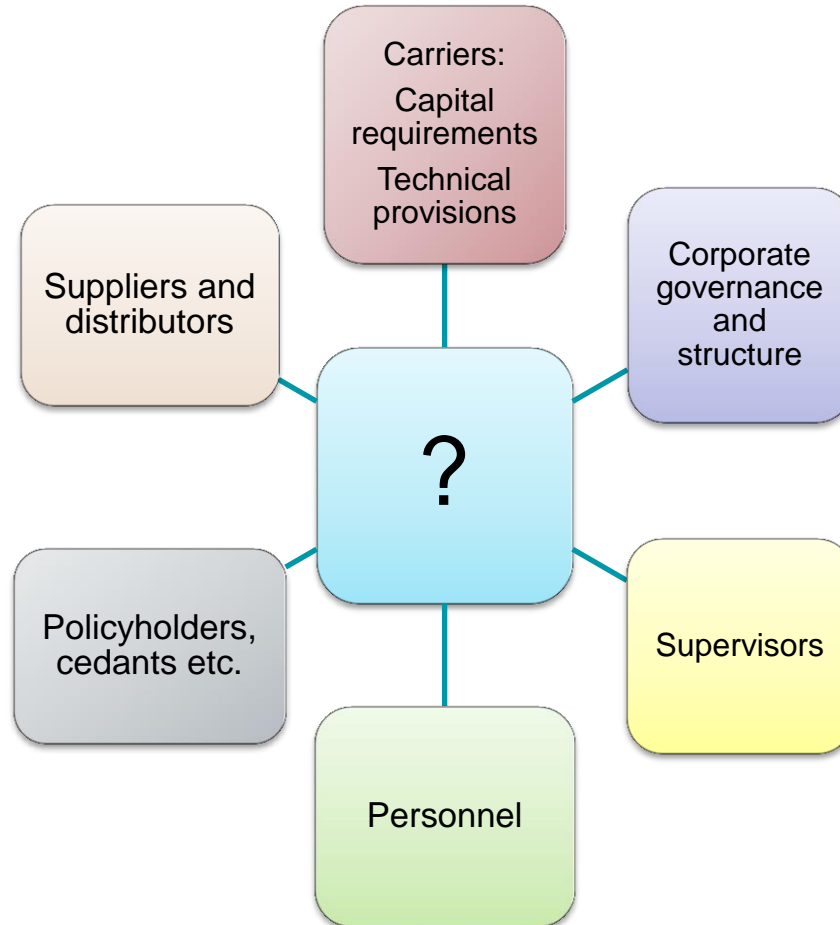 Carriers:
Capital
requirements
Technical
provisions
Corporate
governance
and
structure
Suppliers and
distributors
?
Policyholders,
cedants etc.
Supervisors
Personnel